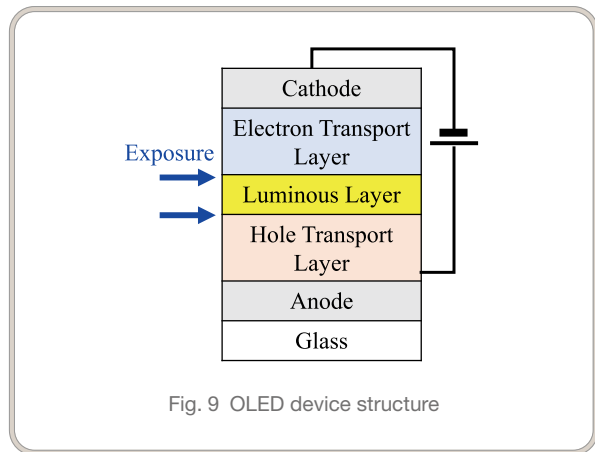 Cathode
Electron Transport
Layer
Exposure
Luminous Layer
Hole Transport
Layer
Anode
Glass
Fig. 9 OLED device structure